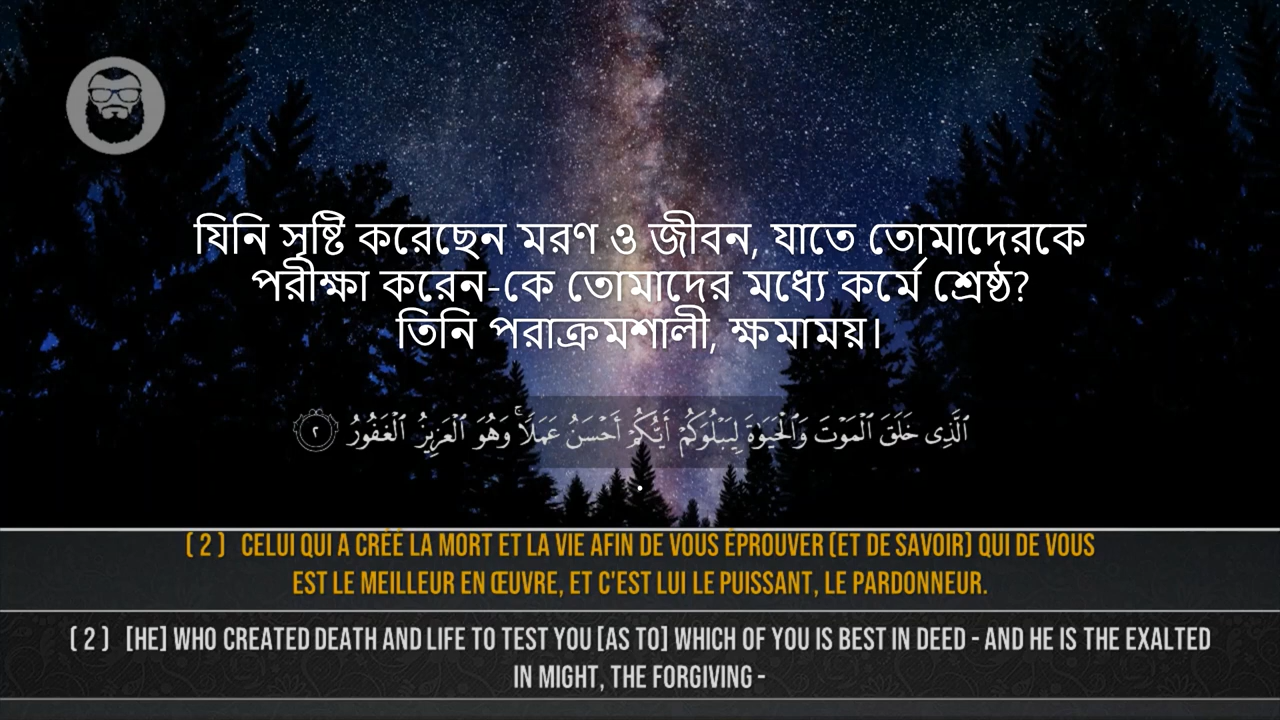 যিনি সৃষ্টি করেছেন মরণ ও জীবন, যাতে তোমাদেরকে
পরীক্ষা করেন-কে তোমাদের মধ্যে কর্মে শ্রেষ্ঠ?
তিনি পরাক্রমশালী, ক্ষমাময়।
ٱلَّذِى خَلَقَ ٱلْمَوْتَ وَٱلْحَيَوٰةَ لِيَبْلُوَكُمْ أَيُّكُمْ أَحْسَنُ عَمَلًا ۚ وَهُوَ ٱلْعَزِيزُ ٱلْغَفُورُ ٢
.
( 2 ) CELUI QUI A CRÉÉ LA MORT ET LA VIE AFIN DE VOUS ÉPROUVER (ET DE SAVOIR) QUI DE VOUS
EST LE MEILLEUR EN ŒUVRE, ET C'EST LUI LE PUISSANT, LE PARDONNEUR.
( 2 ) [HE] WHO CREATED DEATH AND LIFE TO TEST YOU [AS TO] WHICH OF YOU IS BEST IN DEED - AND HE IS THE EXALTED
IN MIGHT, THE FORGIVING -